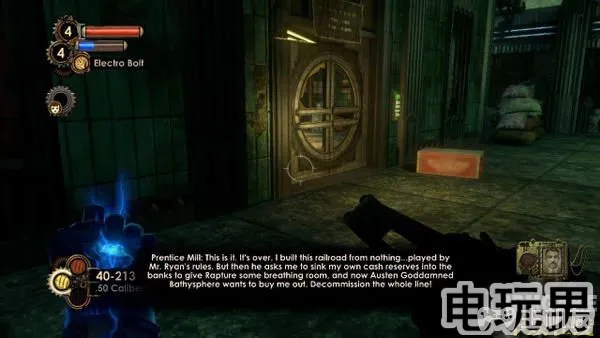 4
4
Electro Bolt
40-213
.50 Calibe
Prentice Mill: This is it. It's over. I built this railroad from nothing...played by
Mr. Ryan's rules. But then he asks me to sink my own cash reserves into the
banks to give Rapture some breathing room, and now Austen Goddamned
Bathysphere wants to buy me out. Decommission the whole line!
电玩男